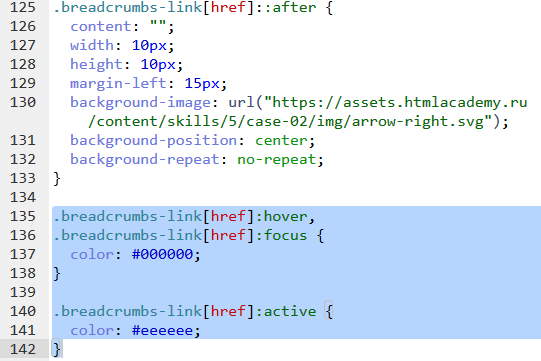 125 .breadcrumbs-link[href]::after {
126   content: "";
127   width: 10px;
128   height: 10px;
129   margin-left: 15px;
130   background-image: url("https://assets.htmlacademy.ru
    /content/skills/5/case-02/img/arrow-right.svg");
131   background-position: center;
132   background-repeat: no-repeat;
133 }
134
135 .breadcrumbs-link[href]:hover,
136 .breadcrumbs-link[href]:focus {
137   color: #000000;
138 }
139
140 .breadcrumbs-link[href]:active {
141   color: #eeeeee;
142 }